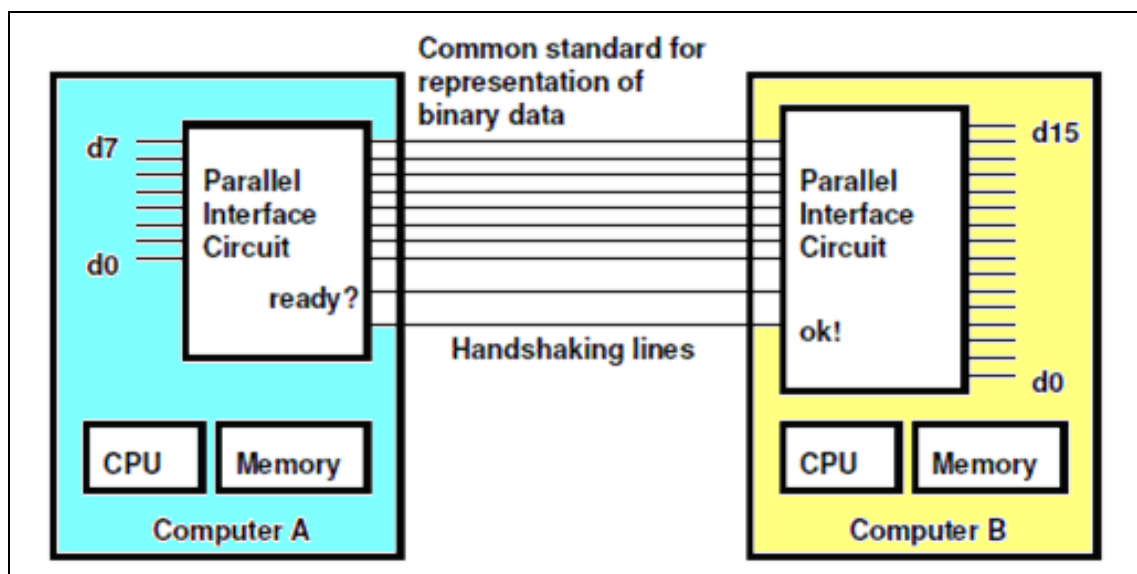 Common standard for
representation of
binary data
d7
d0
Parallel
Interface
Circuit
ready?
Handshaking lines
Parallel
Interface
Circuit
ok!
d15
d0
CPU
Memory
Computer A
CPU
Memory
Computer B